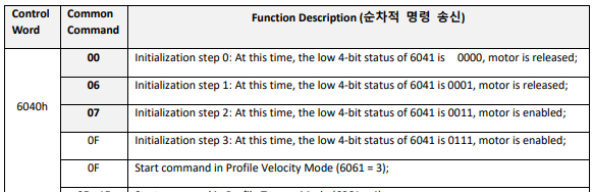 Control Word
Common Command
Function Description (순차적 명령 송신)
6040h
00
Initialization step 0: At this time, the low 4-bit status of 6041 is 0000, motor is released;
06
Initialization step 1: At this time, the low 4-bit status of 6041 is 0001, motor is released;
07
Initialization step 2: At this time, the low 4-bit status of 6041 is 0011, motor is enabled;
0F
Initialization step 3: At this time, the low 4-bit status of 6041 is 0111, motor is enabled;
0F
Start command in Profile Velocity Mode (6061 = 3);